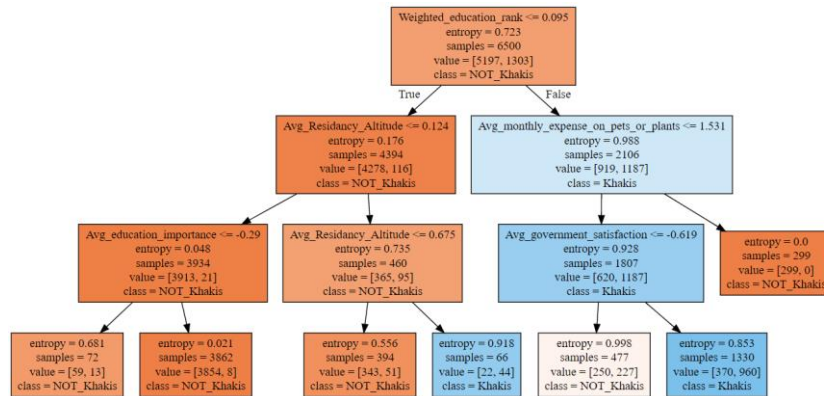 Weighted_education_rank <= 0.095
entropy = 0.723
samples = 6500
value = [5197, 1303]
class = NOT_Khakis
True
False
Avg_Residancy_Altitude <= 0.124
entropy = 0.176
samples = 4394
value = [4278, 116]
class = NOT_Khakis
Avg_monthly_expense_on_pets_or_plants <= 1.531
entropy = 0.988
samples = 2106
value = [919, 1187]
class = Khakis
Avg_education_importance <= -0.29
entropy = 0.048
samples = 3934
value = [3913, 21]
class = NOT_Khakis
Avg_Residancy_Altitude <= 0.675
entropy = 0.735
samples = 460
value = [365, 95]
class = NOT_Khakis
Avg_government_satisfaction <= -0.619
entropy = 0.928
samples = 1807
value = [620, 1187]
class = Khakis
entropy = 0.0
samples = 299
value = [299, 0]
class = NOT_Khakis
entropy = 0.681
samples = 72
value = [59, 13]
class = NOT_Khakis
entropy = 0.021
samples = 3862
value = [3854, 8]
class = NOT_Khakis
entropy = 0.556
samples = 394
value = [343, 51]
class = NOT_Khakis
entropy = 0.918
samples = 66
value = [22, 44]
class = Khakis
entropy = 0.998
samples = 477
value = [250, 227]
class = NOT_Khakis
entropy = 0.853
samples = 1330
value = [370, 960]
class = Khakis